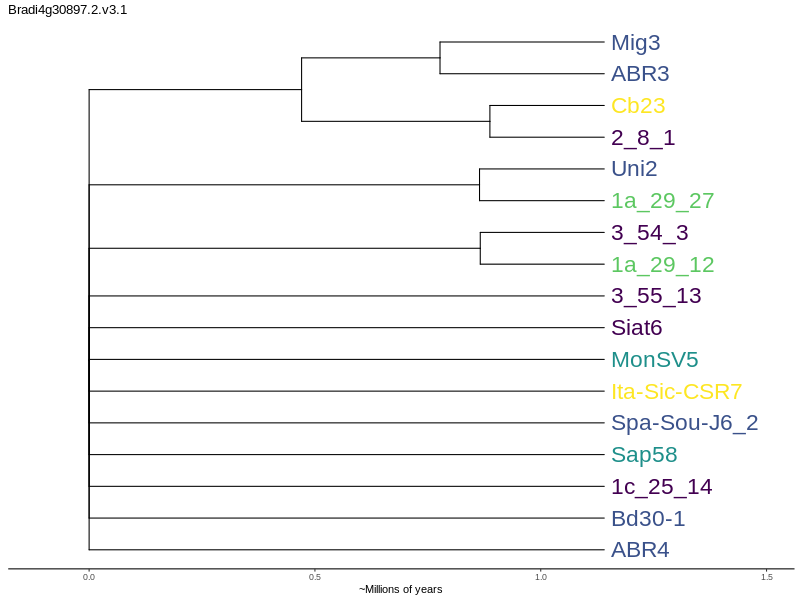 Bradi4g30897.2.v3.1
Mig3
ABR3
Cb23
2_8_1
Uni2
1a_29_27
3_54_3
1a_29_12
3_55_13
Siat6
MonSV5
Ita-Sic-CSR7
Spa-Sou-J6_2
Sap58
1c_25_14
Bd30-1
ABR4
0.0 0.5 1.0 1.5
~Millions of years